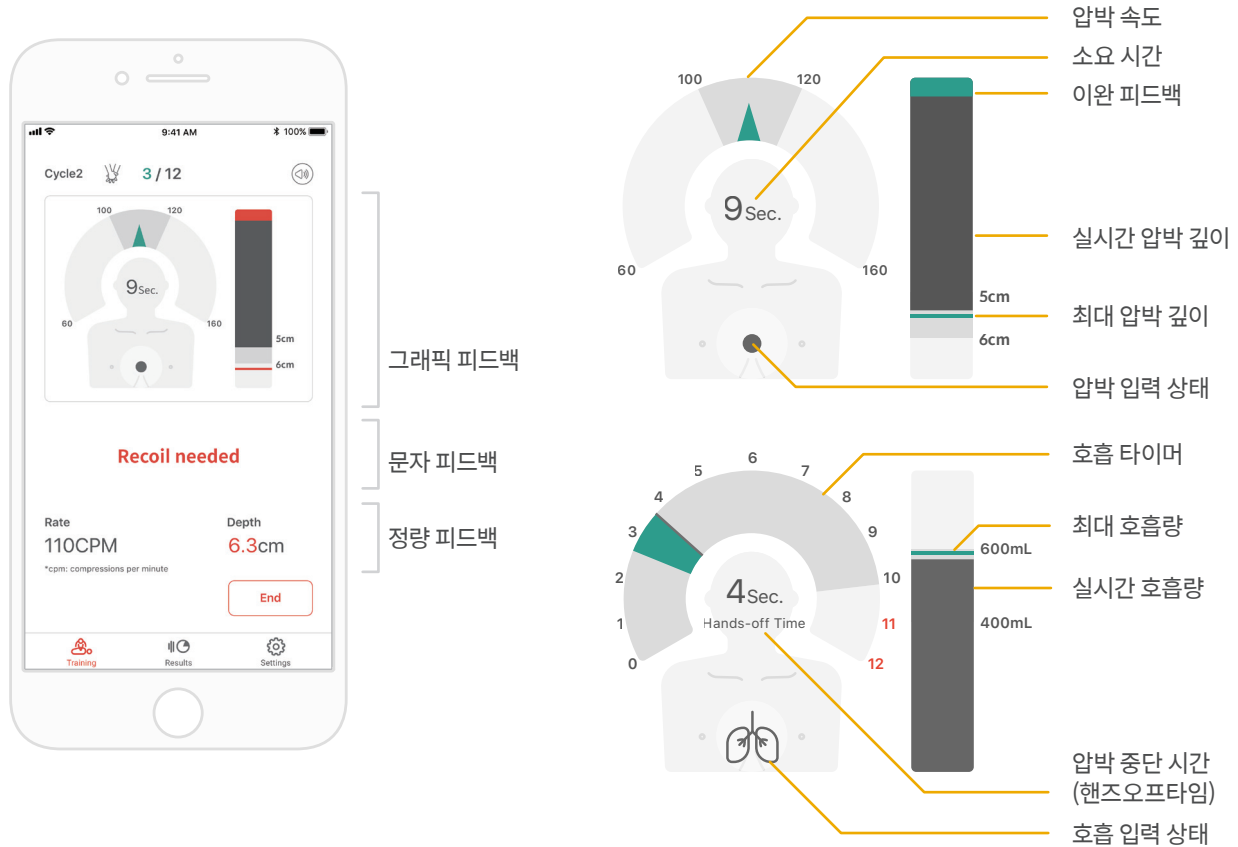 9:41 AM
100%
Cycle2
3 / 12
100
120
9Sec.
60
160
5cm
6cm
Recoil needed
Rate
Depth
110CPM
6.3cm
*cpm: compressions per minute
End
Training
Results
Settings
그래픽 피드백
문자 피드백
정량 피드백
100
120
9Sec.
60
160
5cm
6cm
압박 속도
소요 시간
이완 피드백
실시간 압박 깊이
최대 압박 깊이
압박 입력 상태
0
1
2
3
4
5
6
7
8
9
10
11
12
4Sec.
Hands-off Time
600mL
400mL
호흡 타이머
최대 호흡량
실시간 호흡량
압박 중단 시간
(핸즈오프타임)
호흡 입력 상태